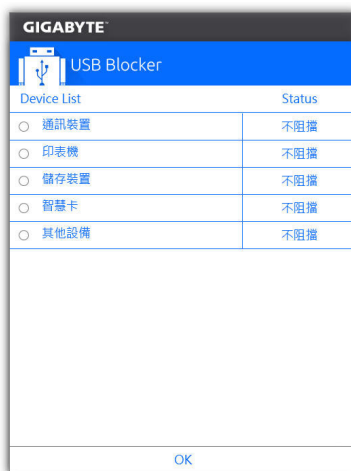 GIGABYTE™
USB Blocker
Device List Status
通訊裝置 不阻擋
印表機 不阻擋
儲存裝置 不阻擋
智慧卡 不阻擋
其他設備 不阻擋
OK